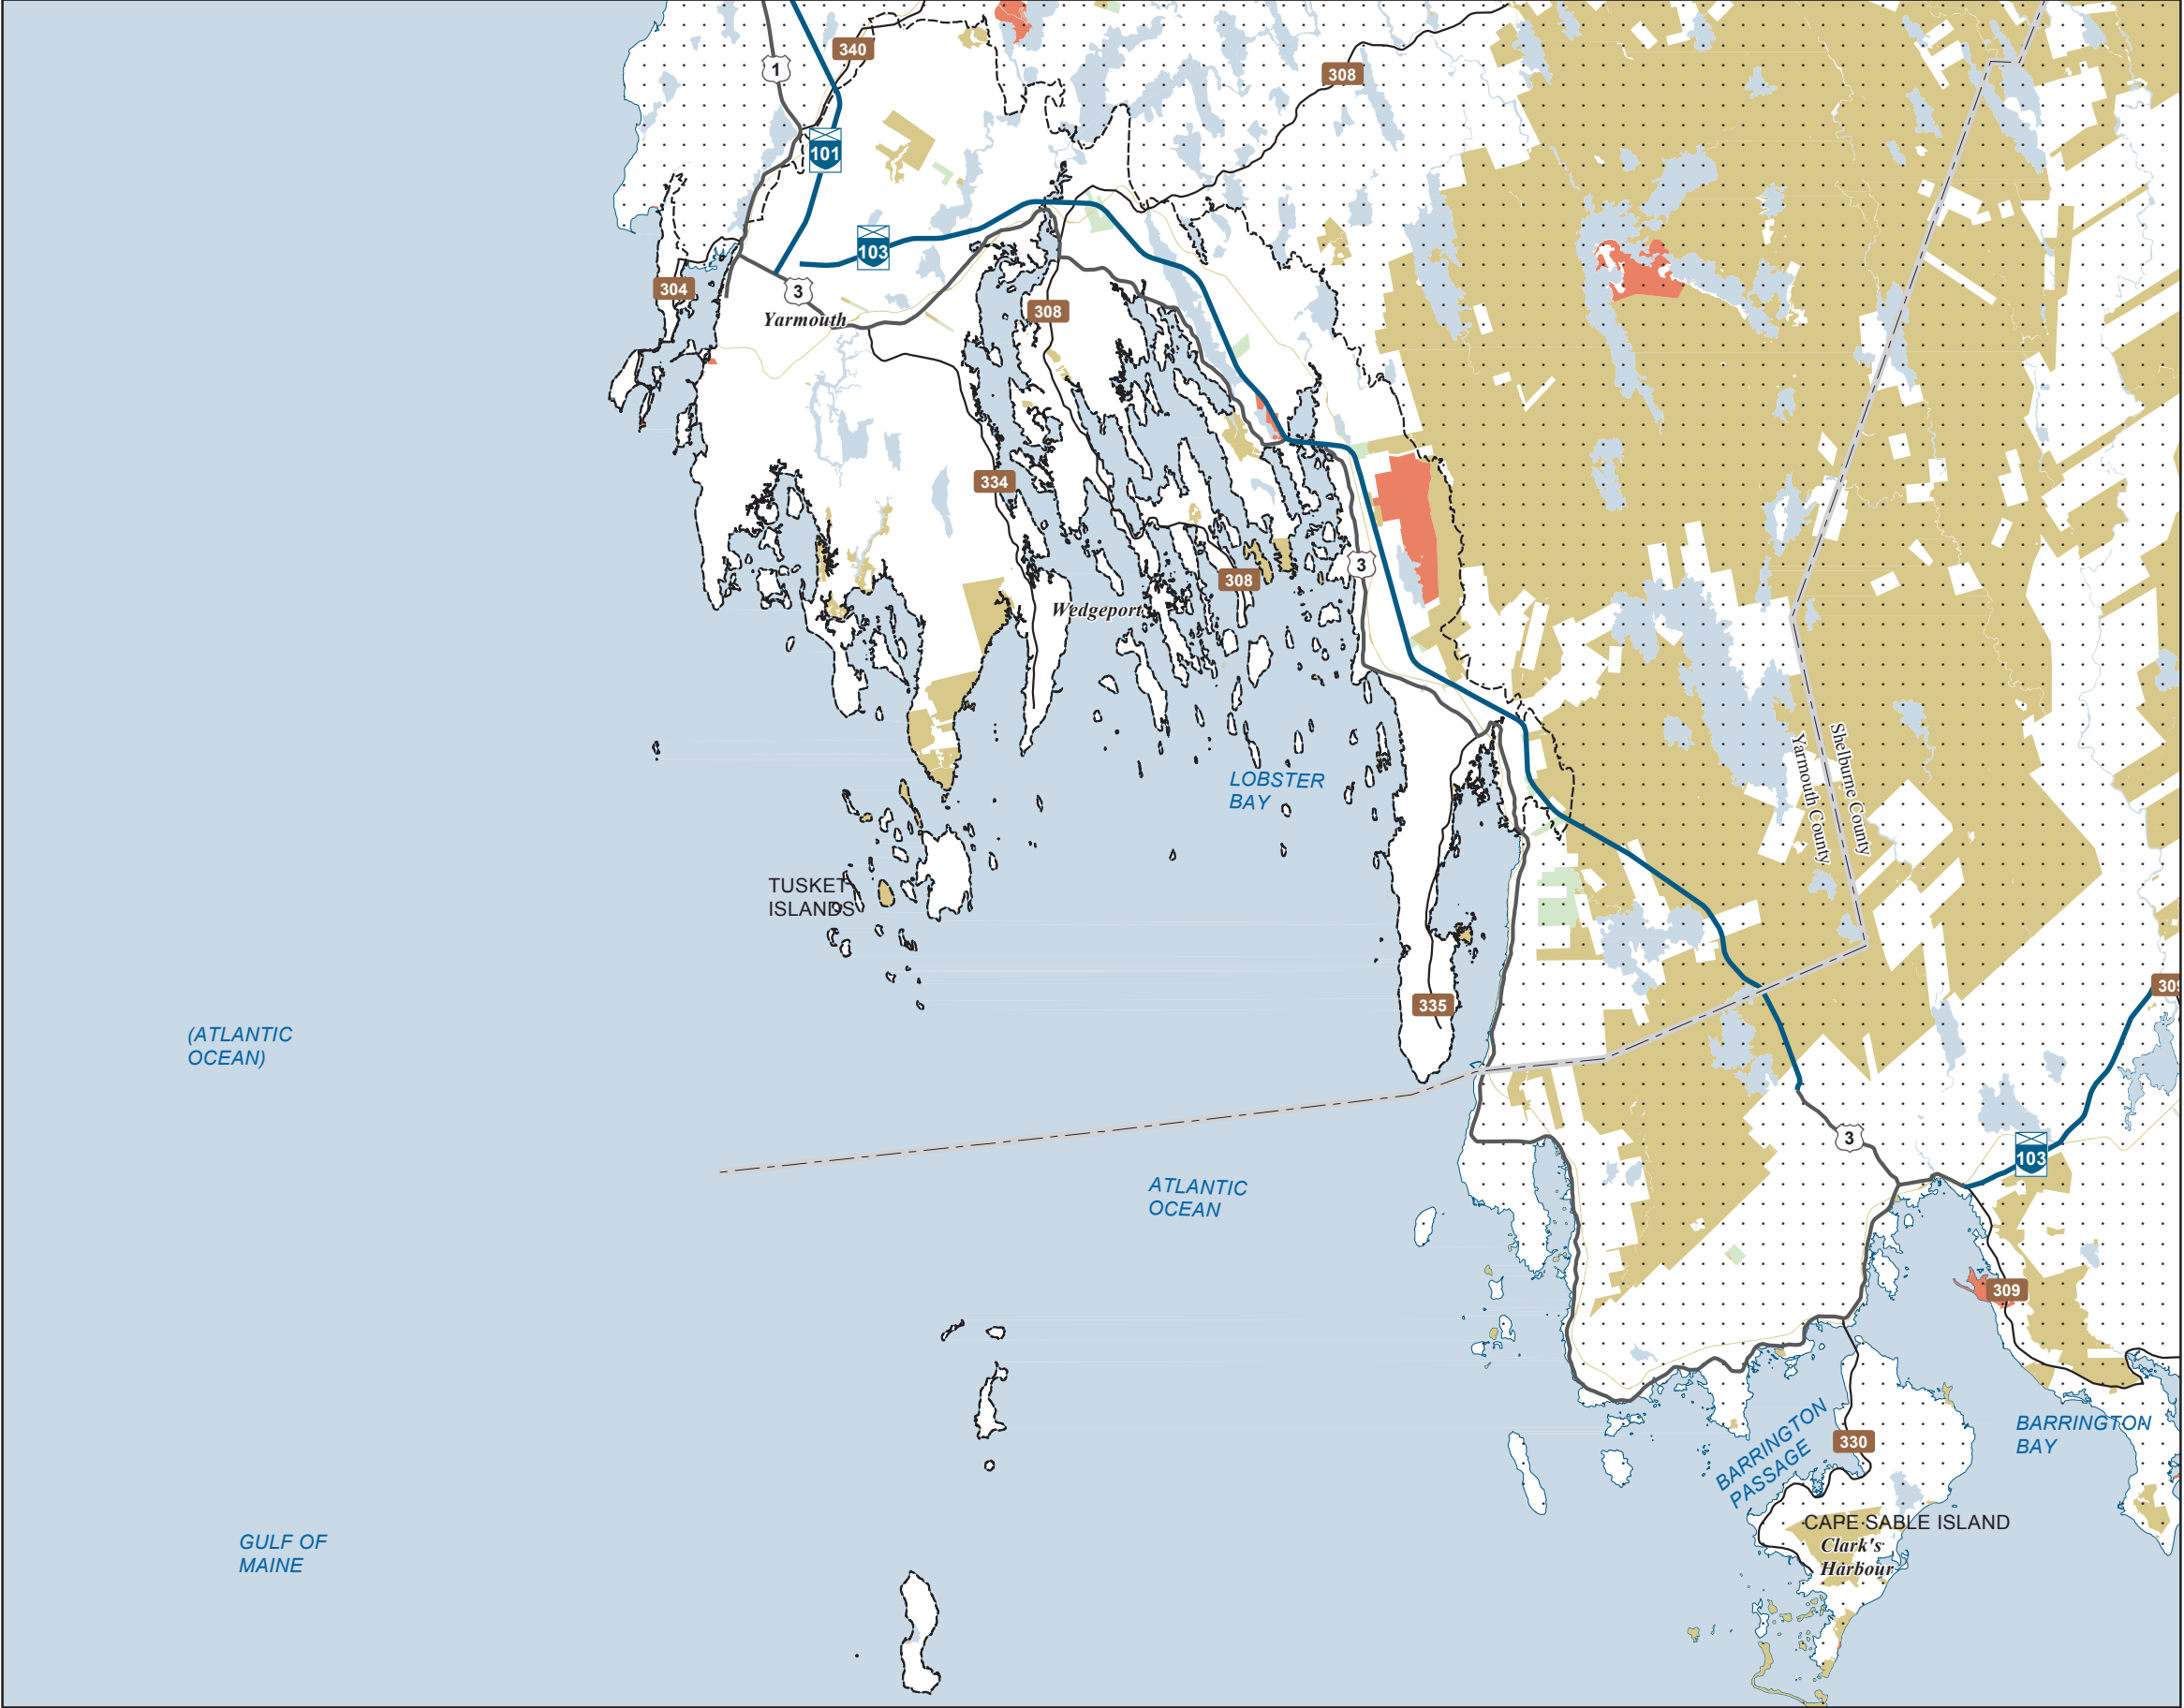 340
1
308
101
103
304
3
Yarmouth
308
334
3
308
Wedgeport
Shelburne County
Yarmouth County
LOBSTER
BAY
TUSKET
ISLANDS
309
335
(ATLANTIC
OCEAN)
3
103
ATLANTIC
OCEAN
309
BARRINGTON
PASSAGE
330
BARRINGTON
BAY
CAPE SABLE ISLAND
Clark's
Harbour
GULF OF
MAINE